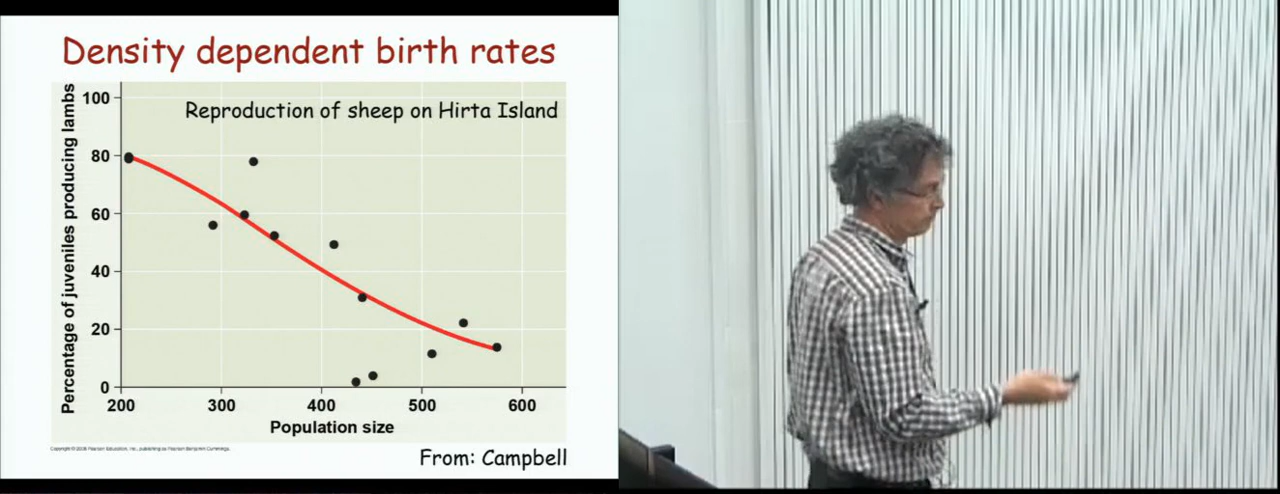 Density dependent birth rates
Percentage of juveniles producing lambs
100
Reproduction of sheep on Hirta Island
80
60
40
20
0
200 300 400 500 600
Population size
Copyright © 2008 Pearson Education, Inc., publishing as Pearson Benjamin Cummings.
From: Campbell